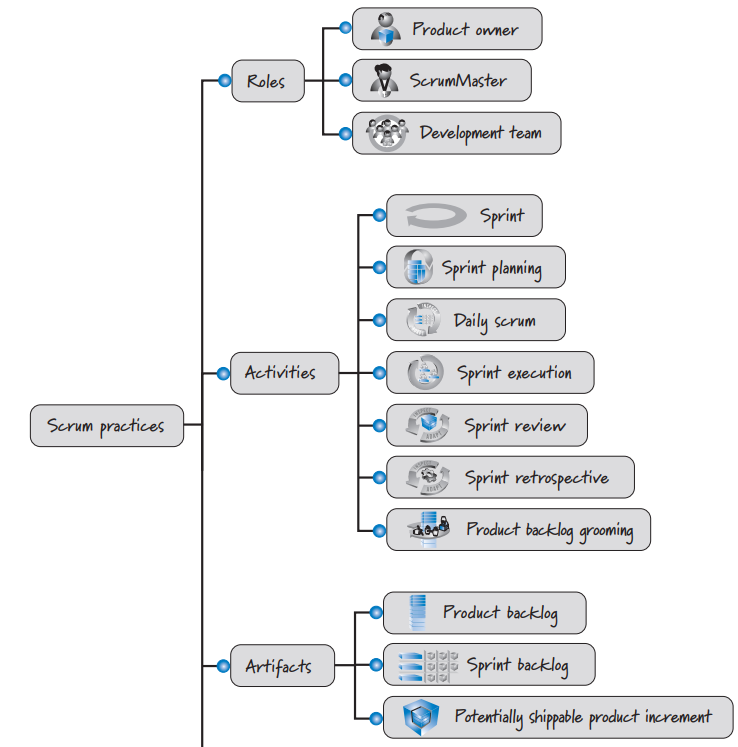 Product owner
Roles
ScrumMaster
Development team
Sprint
Sprint planning
Daily scrum
Activities
Sprint execution
Scrum practices
Sprint review
Sprint retrospective
Product backlog grooming
Product backlog
Artifacts
Sprint backlog
Potentially shippable product increment